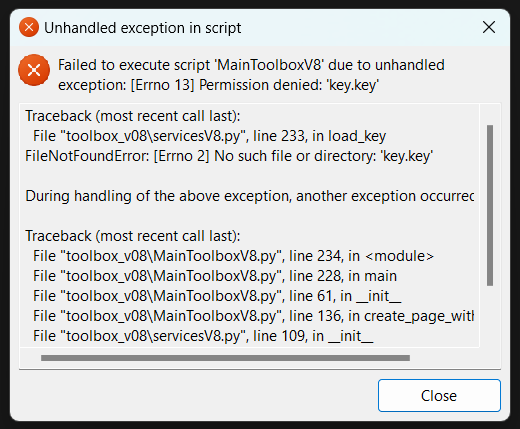 Unhandled exception in script
Failed to execute script 'MainToolboxV8' due to unhandled
exception: [Errno 13] Permission denied: 'key.key'
Traceback (most recent call last):
File "toolbox_v08\servicesV8.py", line 233, in load_key
FileNotFoundError: [Errno 2] No such file or directory: 'key.key'
During handling of the above exception, another exception occurred
Traceback (most recent call last):
File "toolbox_v08\MainToolboxV8.py", line 234, in <module>
File "toolbox_v08\MainToolboxV8.py", line 228, in main
File "toolbox_v08\MainToolboxV8.py", line 61, in __init__
File "toolbox_v08\MainToolboxV8.py", line 136, in create_page_with
File "toolbox_v08\servicesV8.py", line 109, in __init__
Close